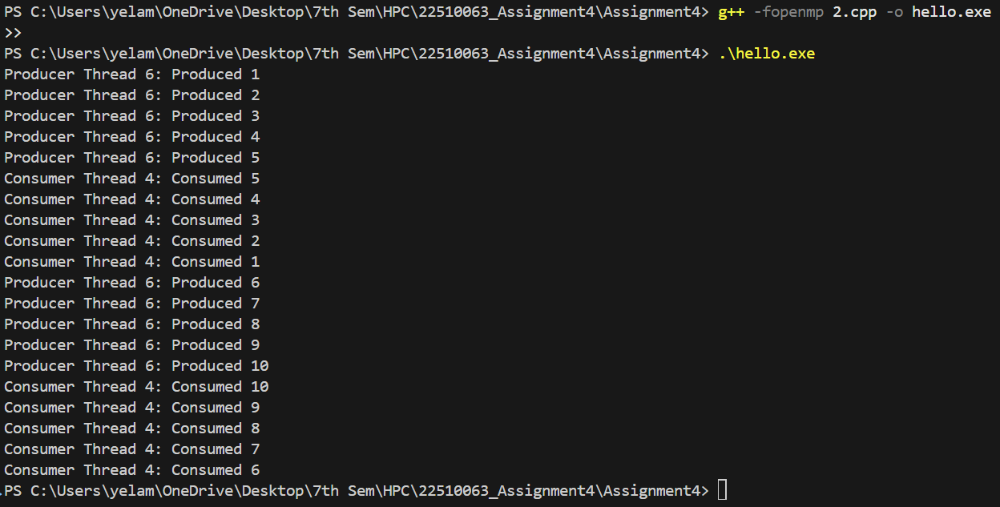 PS C:\Users\yelam\OneDrive\Desktop\7th Sem\HPC\22510063_Assignment4\Assignment4> g++ -fopenmp 2.cpp -o hello.exe
>>
PS C:\Users\yelam\OneDrive\Desktop\7th Sem\HPC\22510063_Assignment4\Assignment4> .\hello.exe
Producer Thread 6: Produced 1
Producer Thread 6: Produced 2
Producer Thread 6: Produced 3
Producer Thread 6: Produced 4
Producer Thread 6: Produced 5
Consumer Thread 4: Consumed 5
Consumer Thread 4: Consumed 4
Consumer Thread 4: Consumed 3
Consumer Thread 4: Consumed 2
Consumer Thread 4: Consumed 1
Producer Thread 6: Produced 6
Producer Thread 6: Produced 7
Producer Thread 6: Produced 8
Producer Thread 6: Produced 9
Producer Thread 6: Produced 10
Consumer Thread 4: Consumed 10
Consumer Thread 4: Consumed 9
Consumer Thread 4: Consumed 8
Consumer Thread 4: Consumed 7
Consumer Thread 4: Consumed 6
PS C:\Users\yelam\OneDrive\Desktop\7th Sem\HPC\22510063_Assignment4\Assignment4>